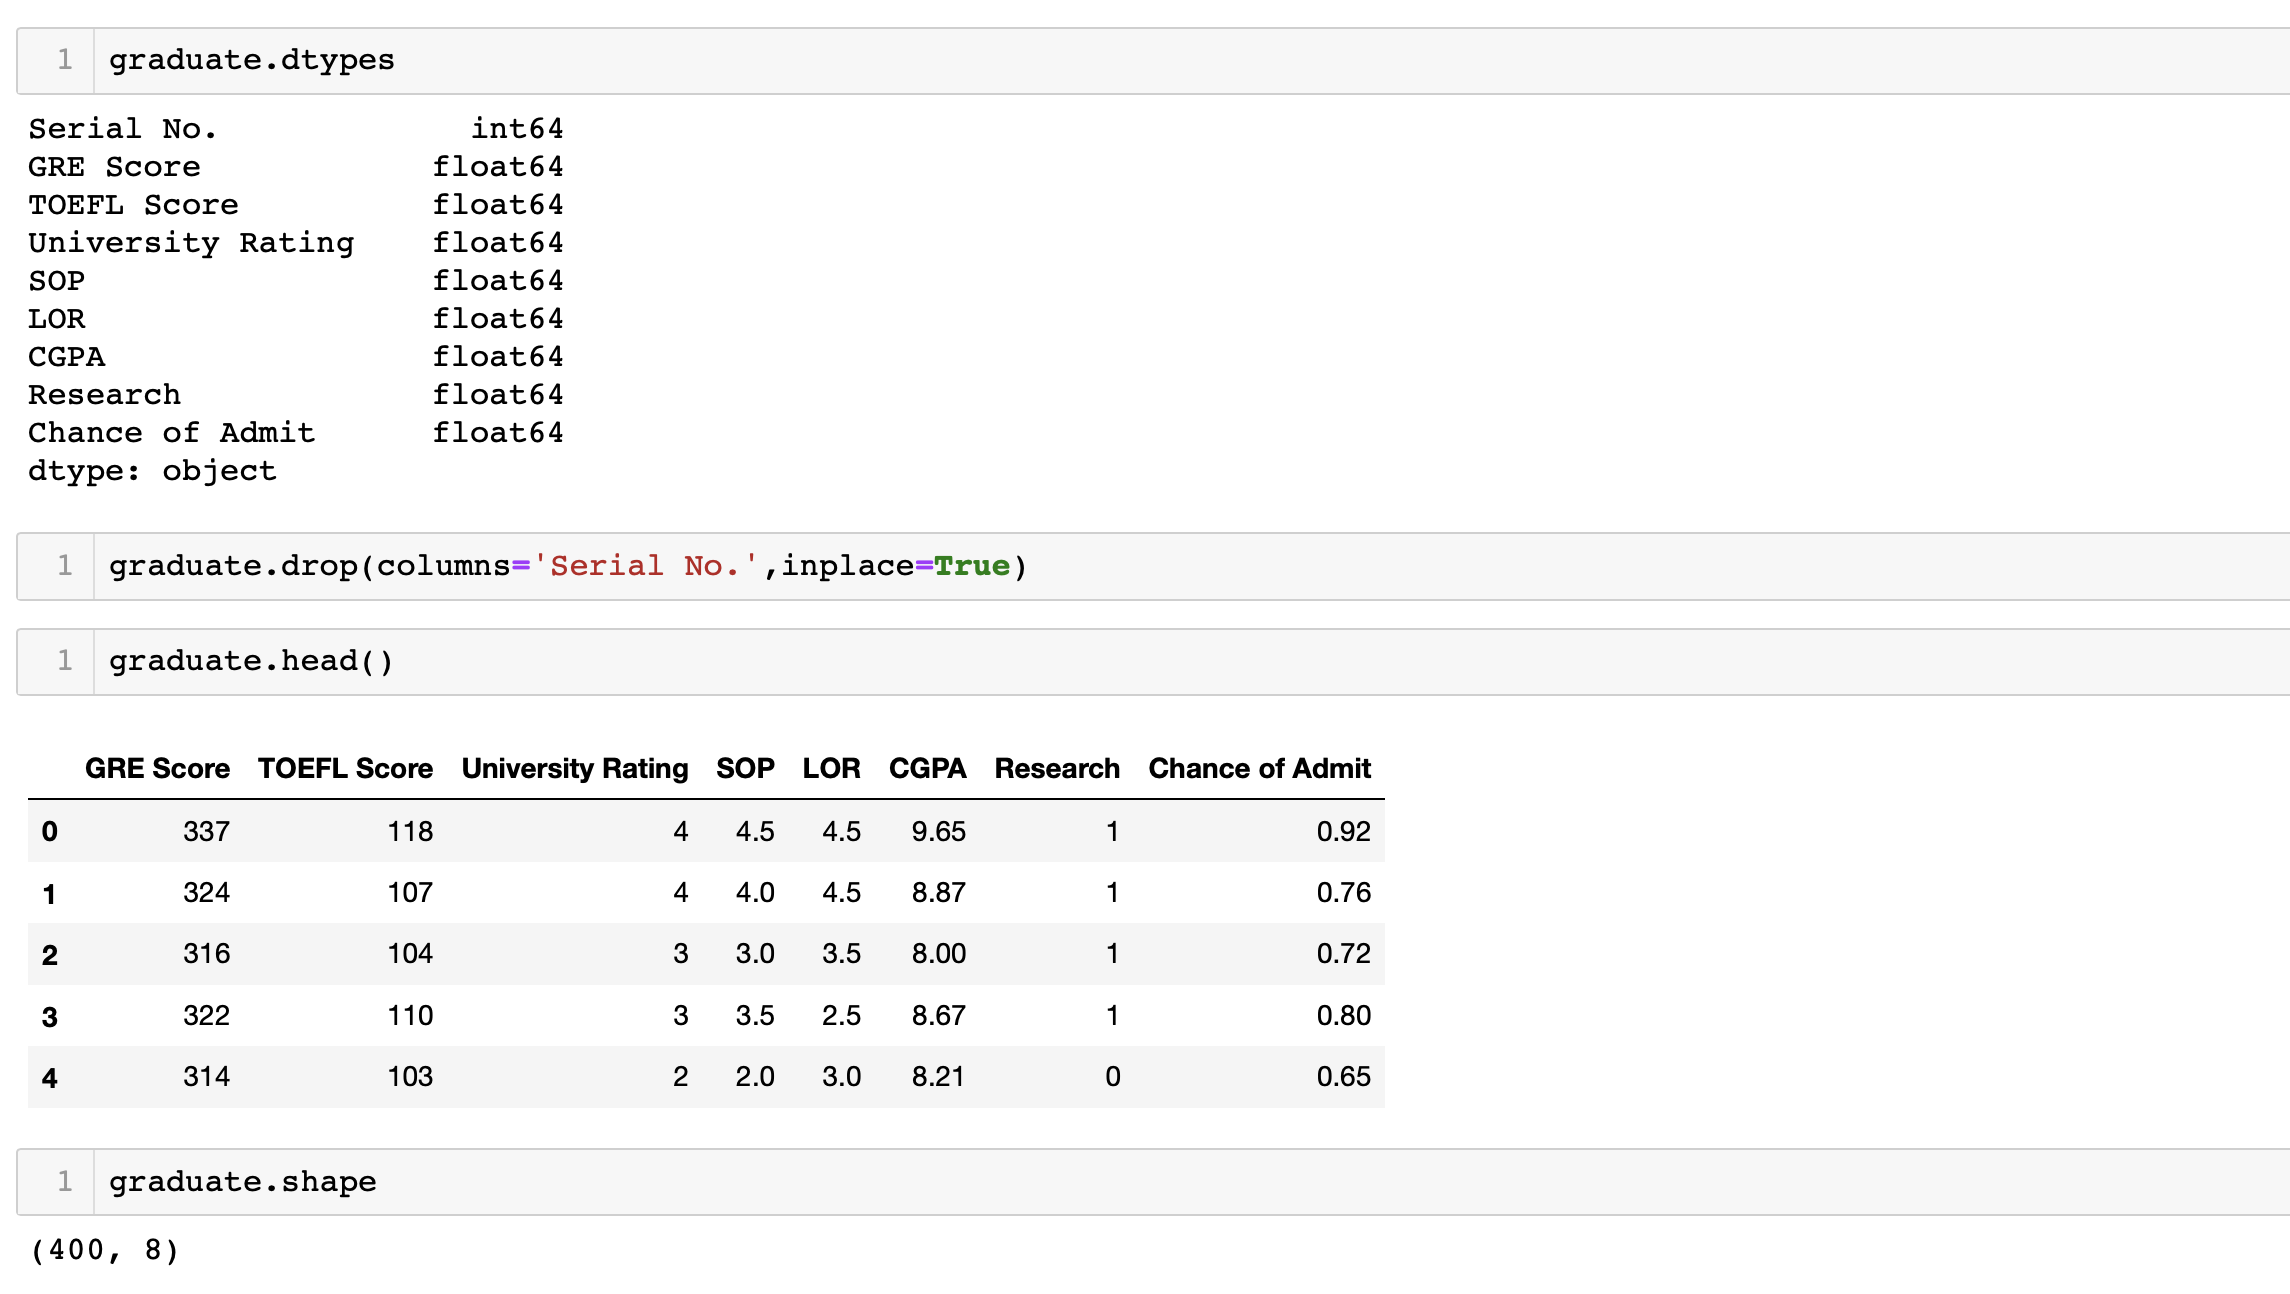 1 graduate.dtypes
Serial No. int64
GRE Score float64
TOEFL Score float64
University Rating float64
SOP float64
LOR float64
CGPA float64
Research float64
Chance of Admit float64
dtype: object
1 graduate.drop(columns='Serial No.',inplace=True)
1 graduate.head()
GRE Score TOEFL Score University Rating SOP LOR CGPA Research Chance of Admit
0 337 118 4 4.5 4.5 9.65 1 0.92
1 324 107 4 4.0 4.5 8.87 1 0.76
2 316 104 3 3.0 3.5 8.00 1 0.72
3 322 110 3 3.5 2.5 8.67 1 0.80
4 314 103 2 2.0 3.0 8.21 0 0.65
1 graduate.shape
(400, 8)